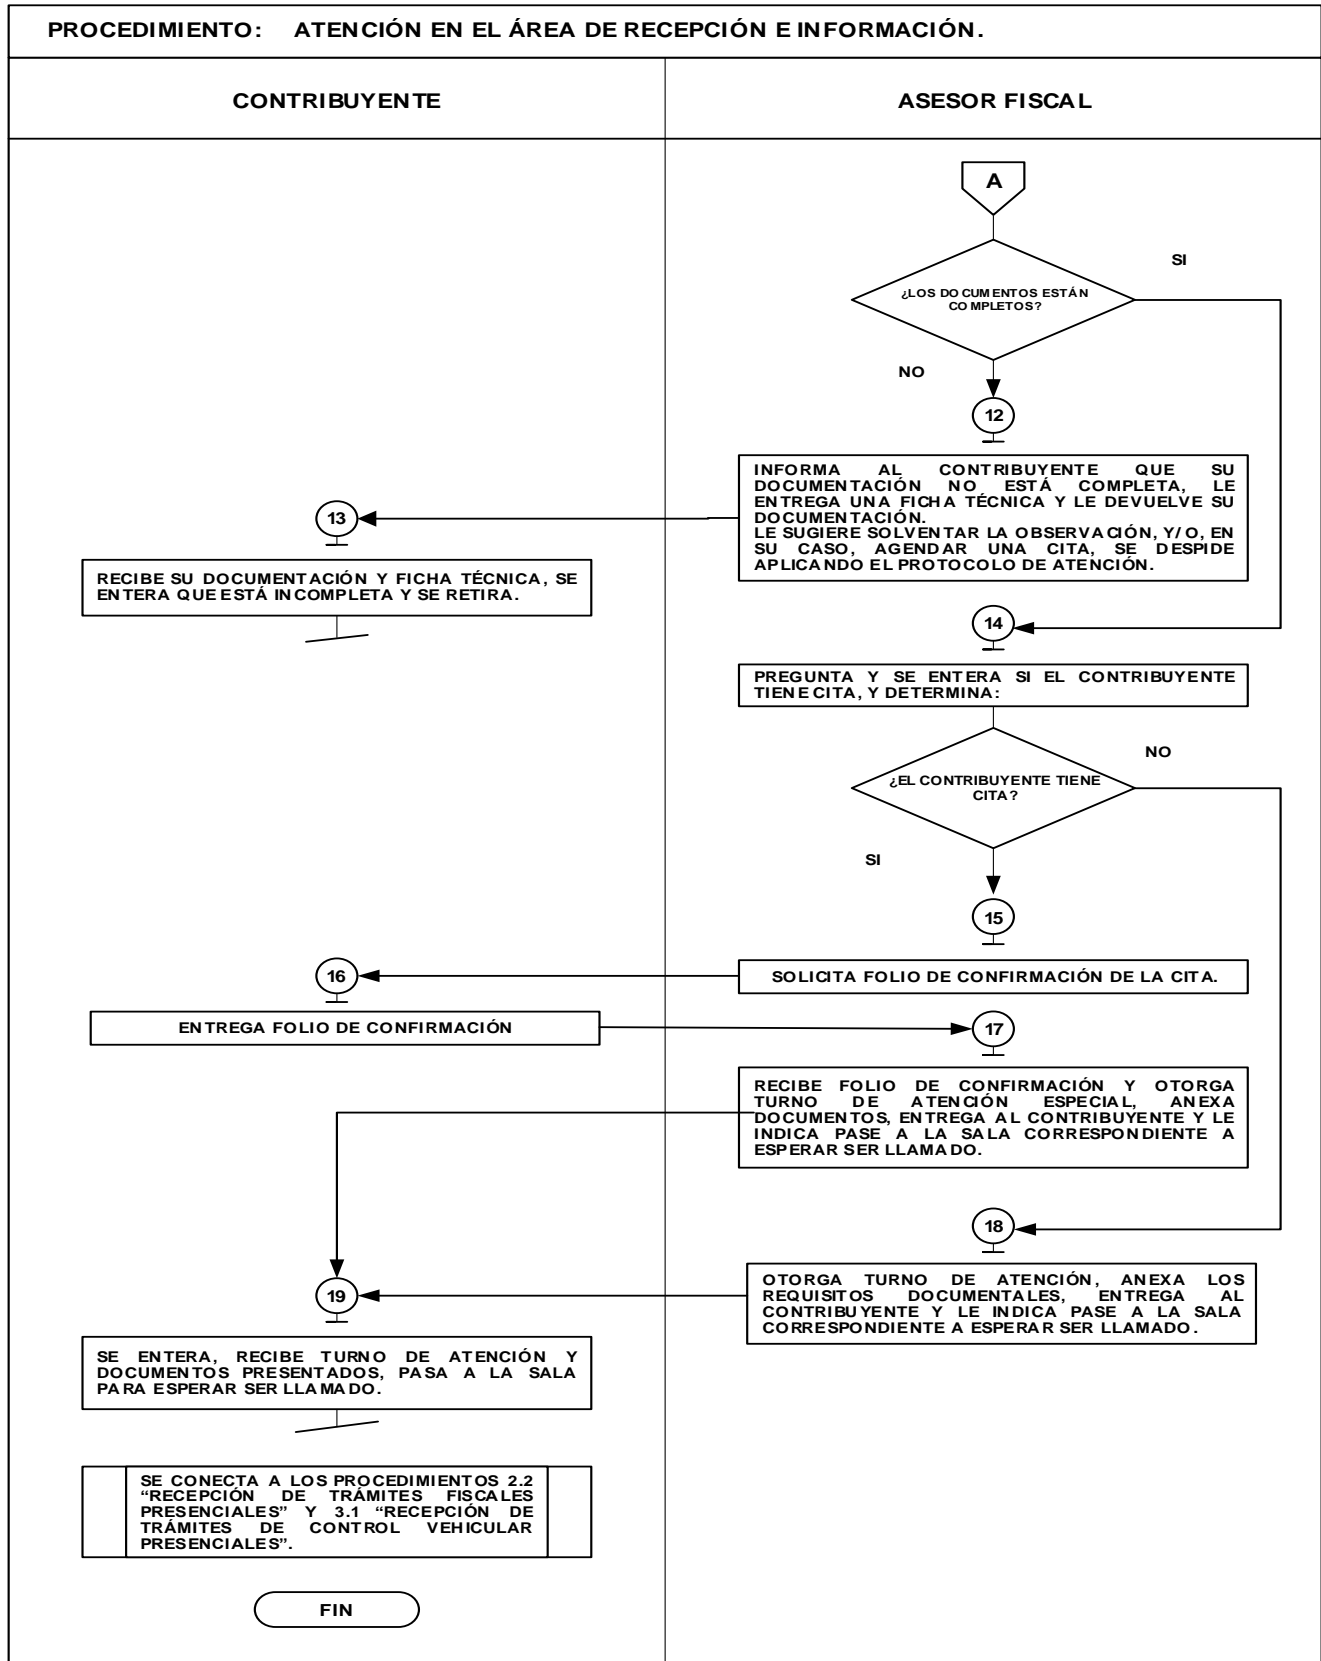 PROCEDIMIENTO: ATENCIÓN EN EL ÁREA DE RECEPCIÓN E INFORMACIÓN.
CONTRIBUYENTE
ASESOR FISCAL
A
SI
¿LOS DOCUMENTOS ESTÁN
COMPLETOS?
NO
12
INFORMA AL CONTRIBUYENTE QUE SU
DOCUMENTACIÓN NO ESTÁ COMPLETA, LE
ENTREGA UNA FICHA TÉCNICA Y LE DEVUELVE SU
DOCUMENTACIÓN.
LE SUGIERE SOLVENTAR LA OBSERVACIÓN, Y/O, EN
SU CASO, AGENDAR UNA CITA, SE DESPIDE
APLICANDO EL PROTOCOLO DE ATENCIÓN.
13
RECIBE SU DOCUMENTACIÓN Y FICHA TÉCNICA, SE
ENTERA QUE ESTÁ INCOMPLETA Y SE RETIRA.
14
PREGUNTA Y SE ENTERA SI EL CONTRIBUYENTE
TIENE CITA, Y DETERMINA:
NO
¿EL CONTRIBUYENTE TIENE
CITA?
SI
15
SOLICITA FOLIO DE CONFIRMACIÓN DE LA CITA.
16
ENTREGA FOLIO DE CONFIRMACIÓN
17
RECIBE FOLIO DE CONFIRMACIÓN Y OTORGA
TURNO DE ATENCIÓN ESPECIAL, ANEXA
DOCUMENTOS, ENTREGA AL CONTRIBUYENTE Y LE
INDICA PASE A LA SALA CORRESPONDIENTE A
ESPERAR SER LLAMADO.
18
OTORGA TURNO DE ATENCIÓN, ANEXA LOS
REQUISITOS DOCUMENTALES, ENTREGA AL
CONTRIBUYENTE Y LE INDICA PASE A LA SALA
CORRESPONDIENTE A ESPERAR SER LLAMADO.
19
SE ENTERA, RECIBE TURNO DE ATENCIÓN Y
DOCUMENTOS PRESENTADOS, PASA A LA SALA
PARA ESPERAR SER LLAMADO.
SE CONECTA A LOS PROCEDIMIENTOS 2.2
“RECEPCIÓN DE TRÁMITES FISCALES
PRESENCIALES” Y 3.1 “RECEPCIÓN DE
TRÁMITES DE CONTROL VEHICULAR
PRESENCIALES”.
FIN